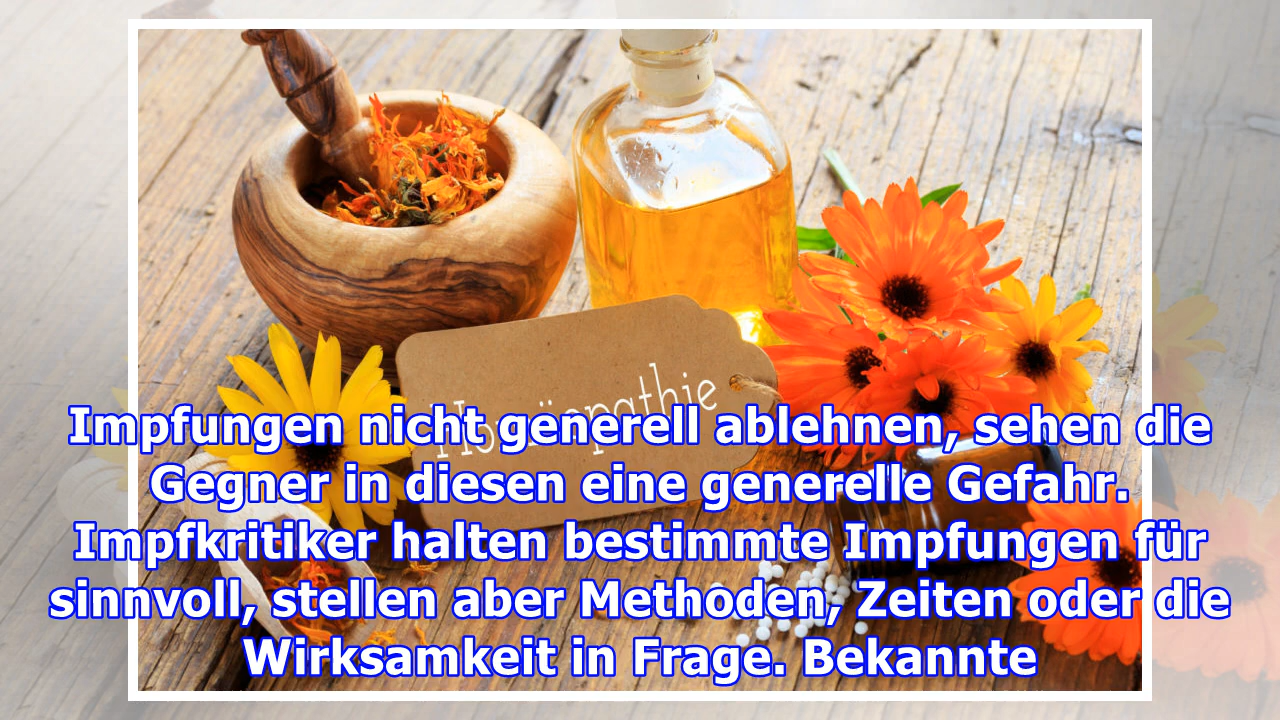 Homöopathie
Impfungen nicht generell ablehnen, sehen die
Gegner in diesen eine generelle Gefahr.
Impfkritiker halten bestimmte Impfungen für
sinnvoll, stellen aber Methoden, Zeiten oder die
Wirksamkeit in Frage. Bekannte